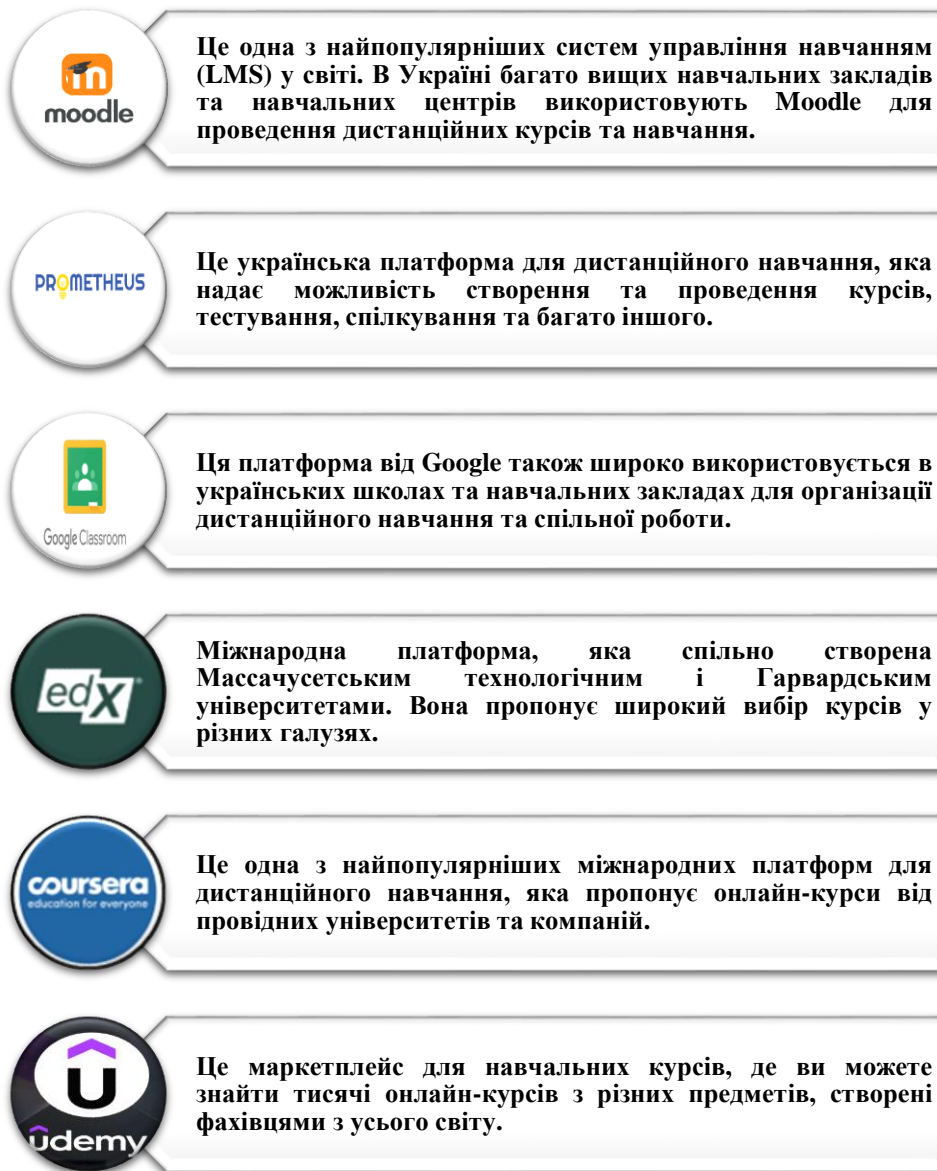 moodle
Це одна з найпопулярніших систем управління навчанням
(LMS) у світі. В Україні багато вищих навчальних закладів
та навчальних центрів використовують Moodle для
проведення дистанційних курсів та навчання.
PROMETHEUS
Це українська платформа для дистанційного навчання, яка
надає можливість створення та проведення курсів,
тестування, спілкування та багато іншого.
Google Classroom
Ця платформа від Google також широко використовується в
українських школах та навчальних закладах для організації
дистанційного навчання та спільної роботи.
edX
Міжнародна платформа, яка спільно створена
Массачусетським технологічним і Гарвардським
університетами. Вона пропонує широкий вибір курсів у
різних галузях.
coursera
education for everyone
Це одна з найпопулярніших міжнародних платформ для
дистанційного навчання, яка пропонує онлайн-курси від
провідних університетів та компаній.
ûdemy
Це маркетплейс для навчальних курсів, де ви можете
знайти тисячі онлайн-курсів з різних предметів, створені
фахівцями з усього світу.